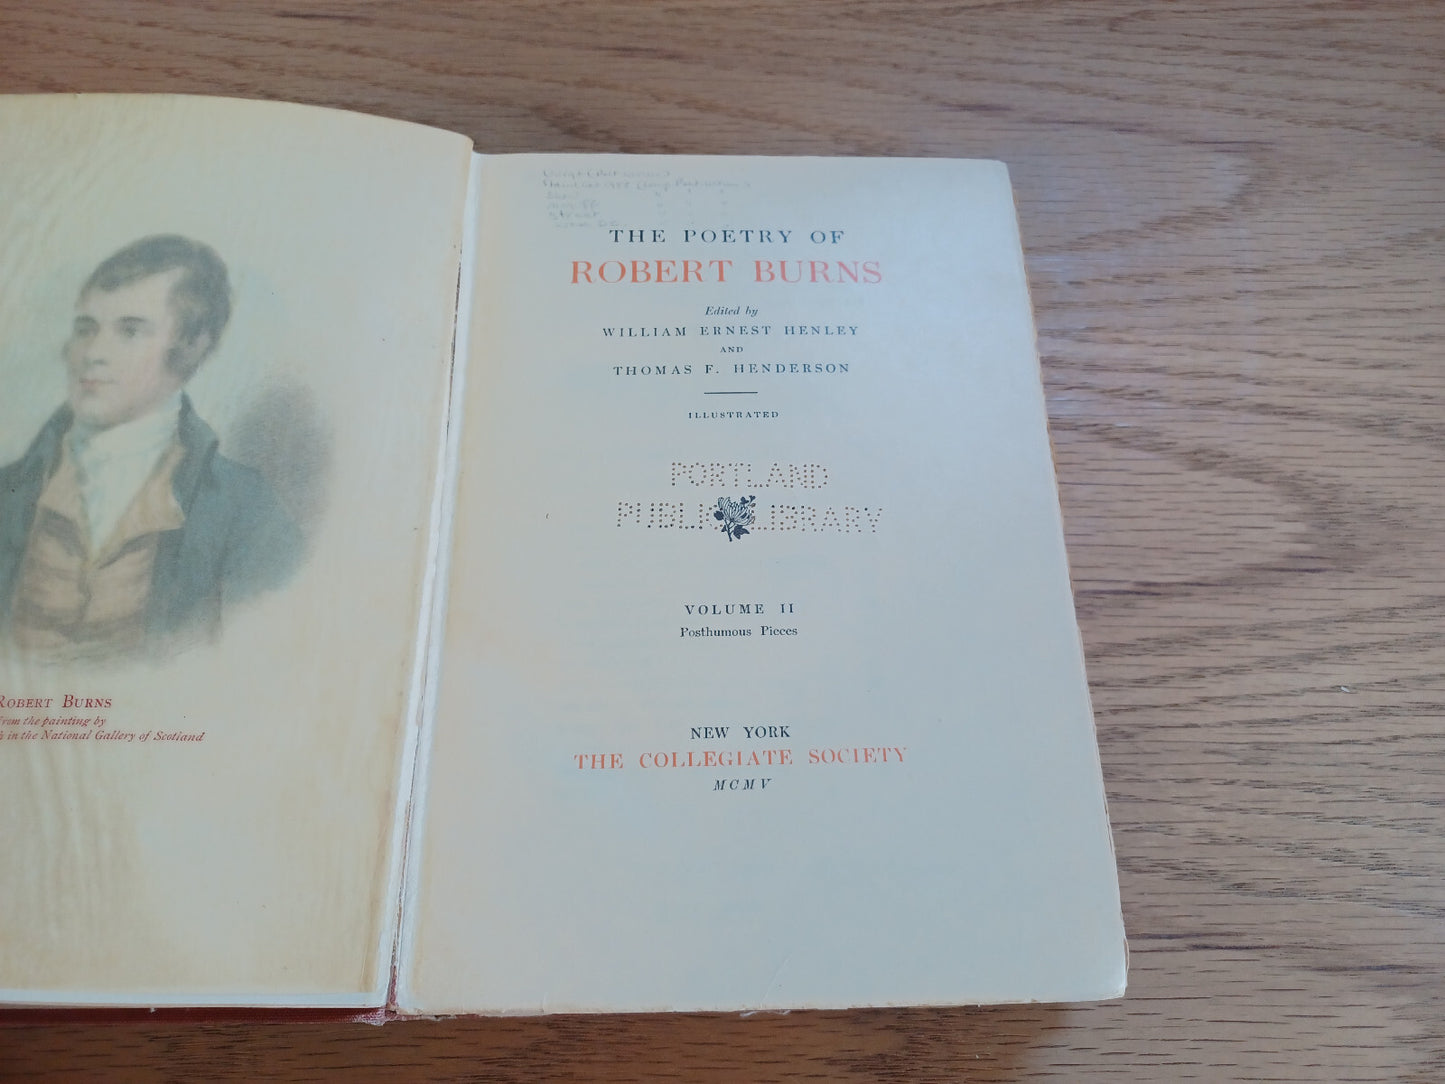 ROBERT BURNS
from the painting by
in the National Gallery of Scotland
THE POETRY OF
ROBERT BURNS
Edited by
WILLIAM ERNEST HENLEY
AND
THOMAS F. HENDERSON
ILLUSTRATED
PORTLAND
PUBLIC LIBRARY
VOLUME II
Posthumous Pieces
NEW YORK
THE COLLEGIATE SOCIETY
MCMV